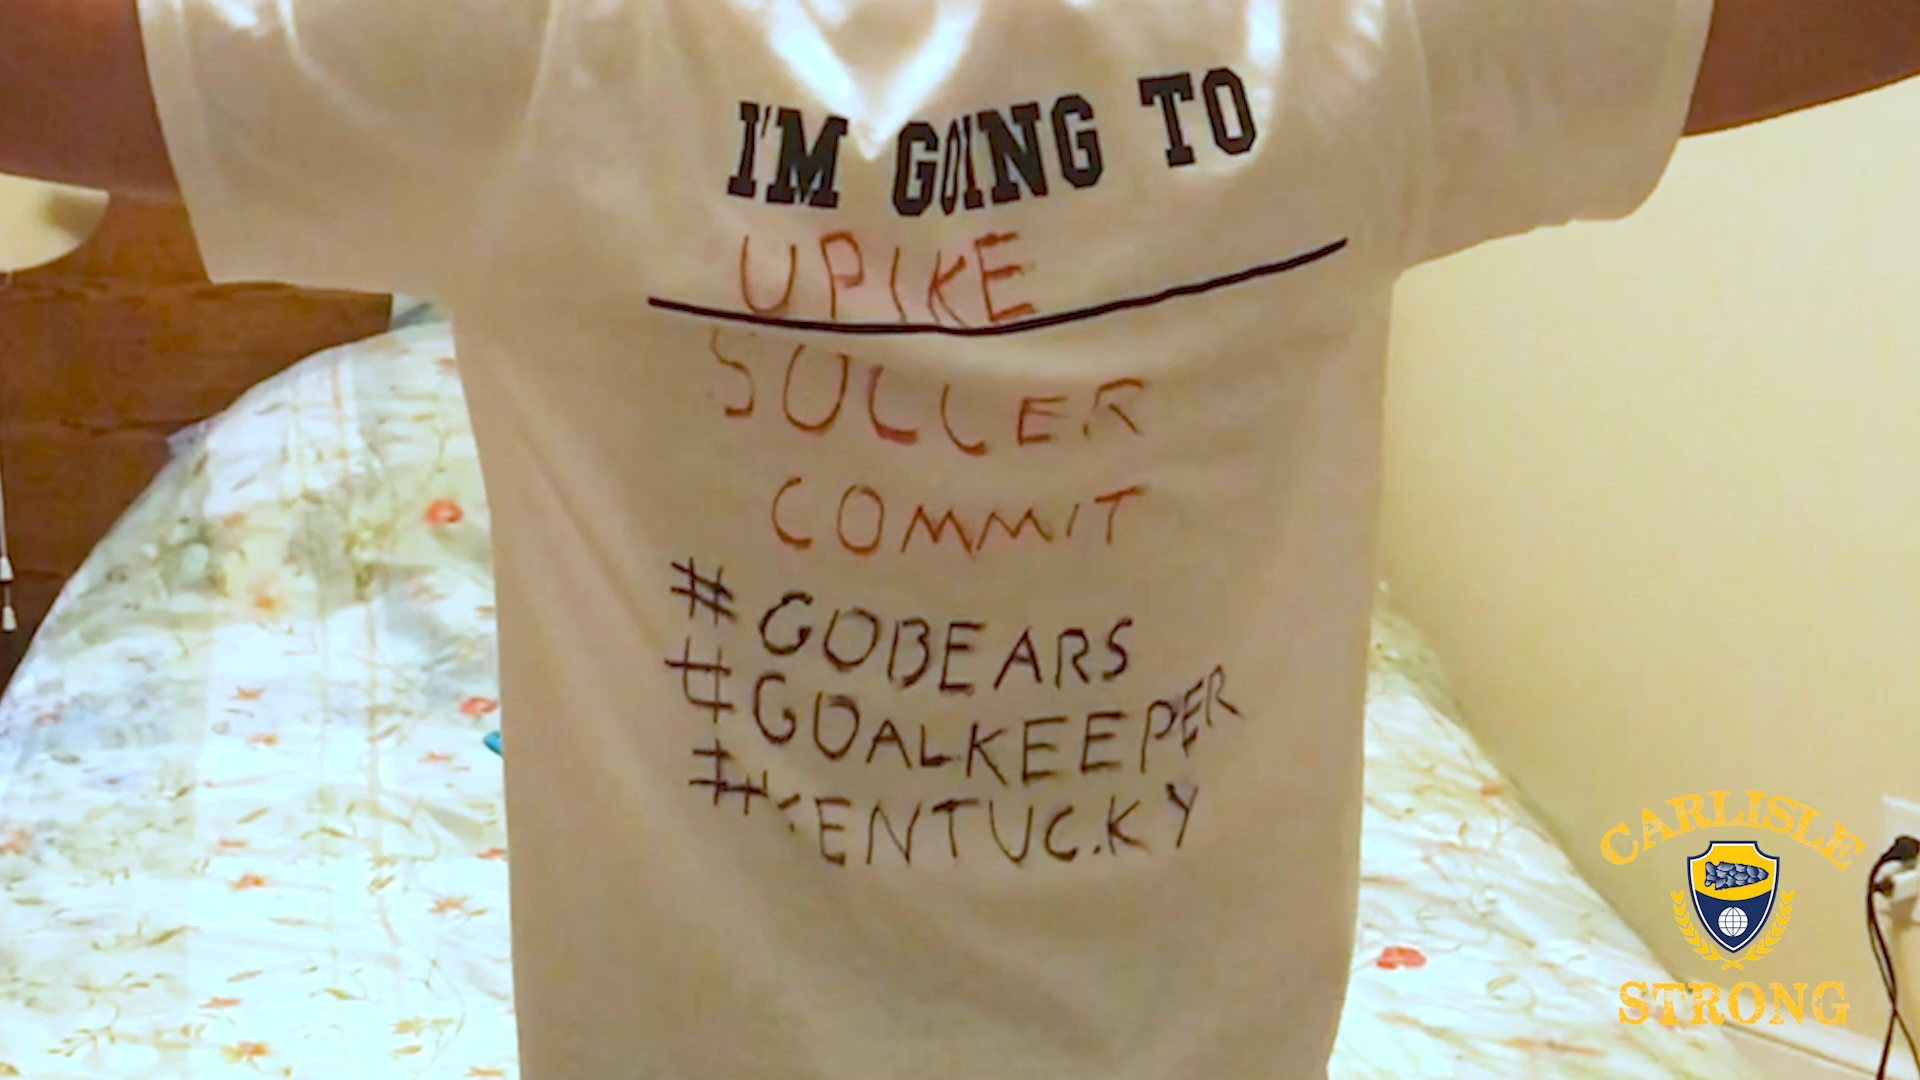 I'M GOING TO
UPIKE
SOCCER
COMMIT
#GOBEARS
#GOALKEEPER
#KENTUCKY
CARLISLE
STRONG